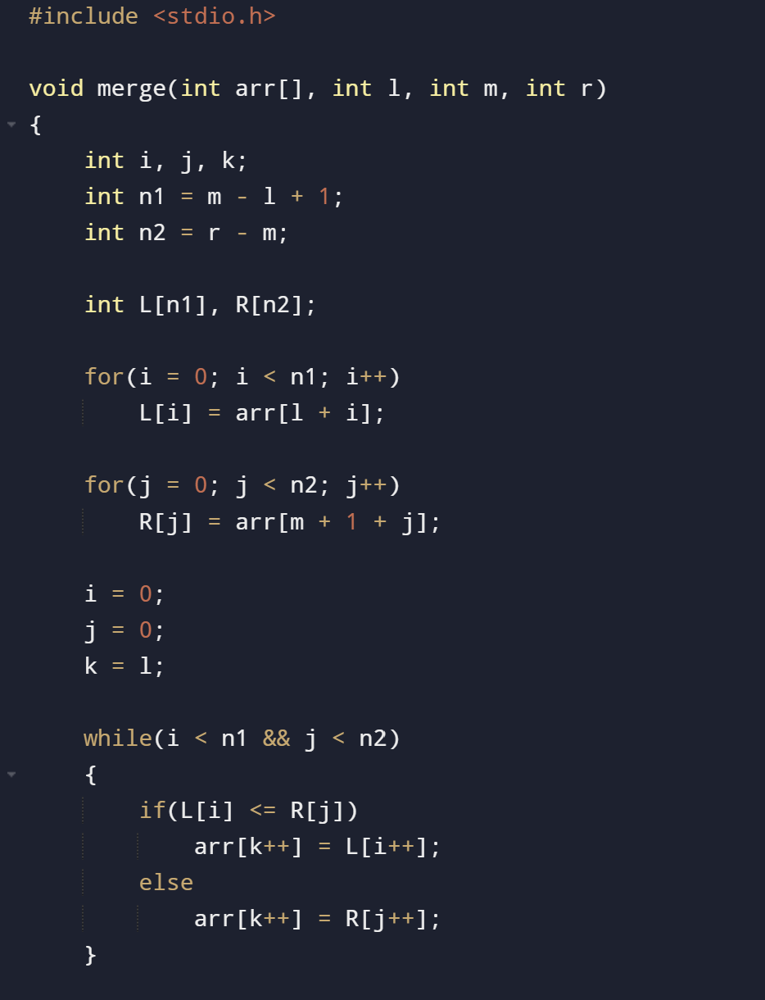 #include <stdio.h>
void merge(int arr[], int l, int m, int r)
{
int i, j, k;
int n1 = m - l + 1;
int n2 = r - m;
int L[n1], R[n2];
for(i = 0; i < n1; i++)
L[i] = arr[l + i];
for(j = 0; j < n2; j++)
R[j] = arr[m + 1 + j];
i = 0;
j = 0;
k = l;
while(i < n1 && j < n2)
{
if(L[i] <= R[j])
arr[k++] = L[i++];
else
arr[k++] = R[j++];
}